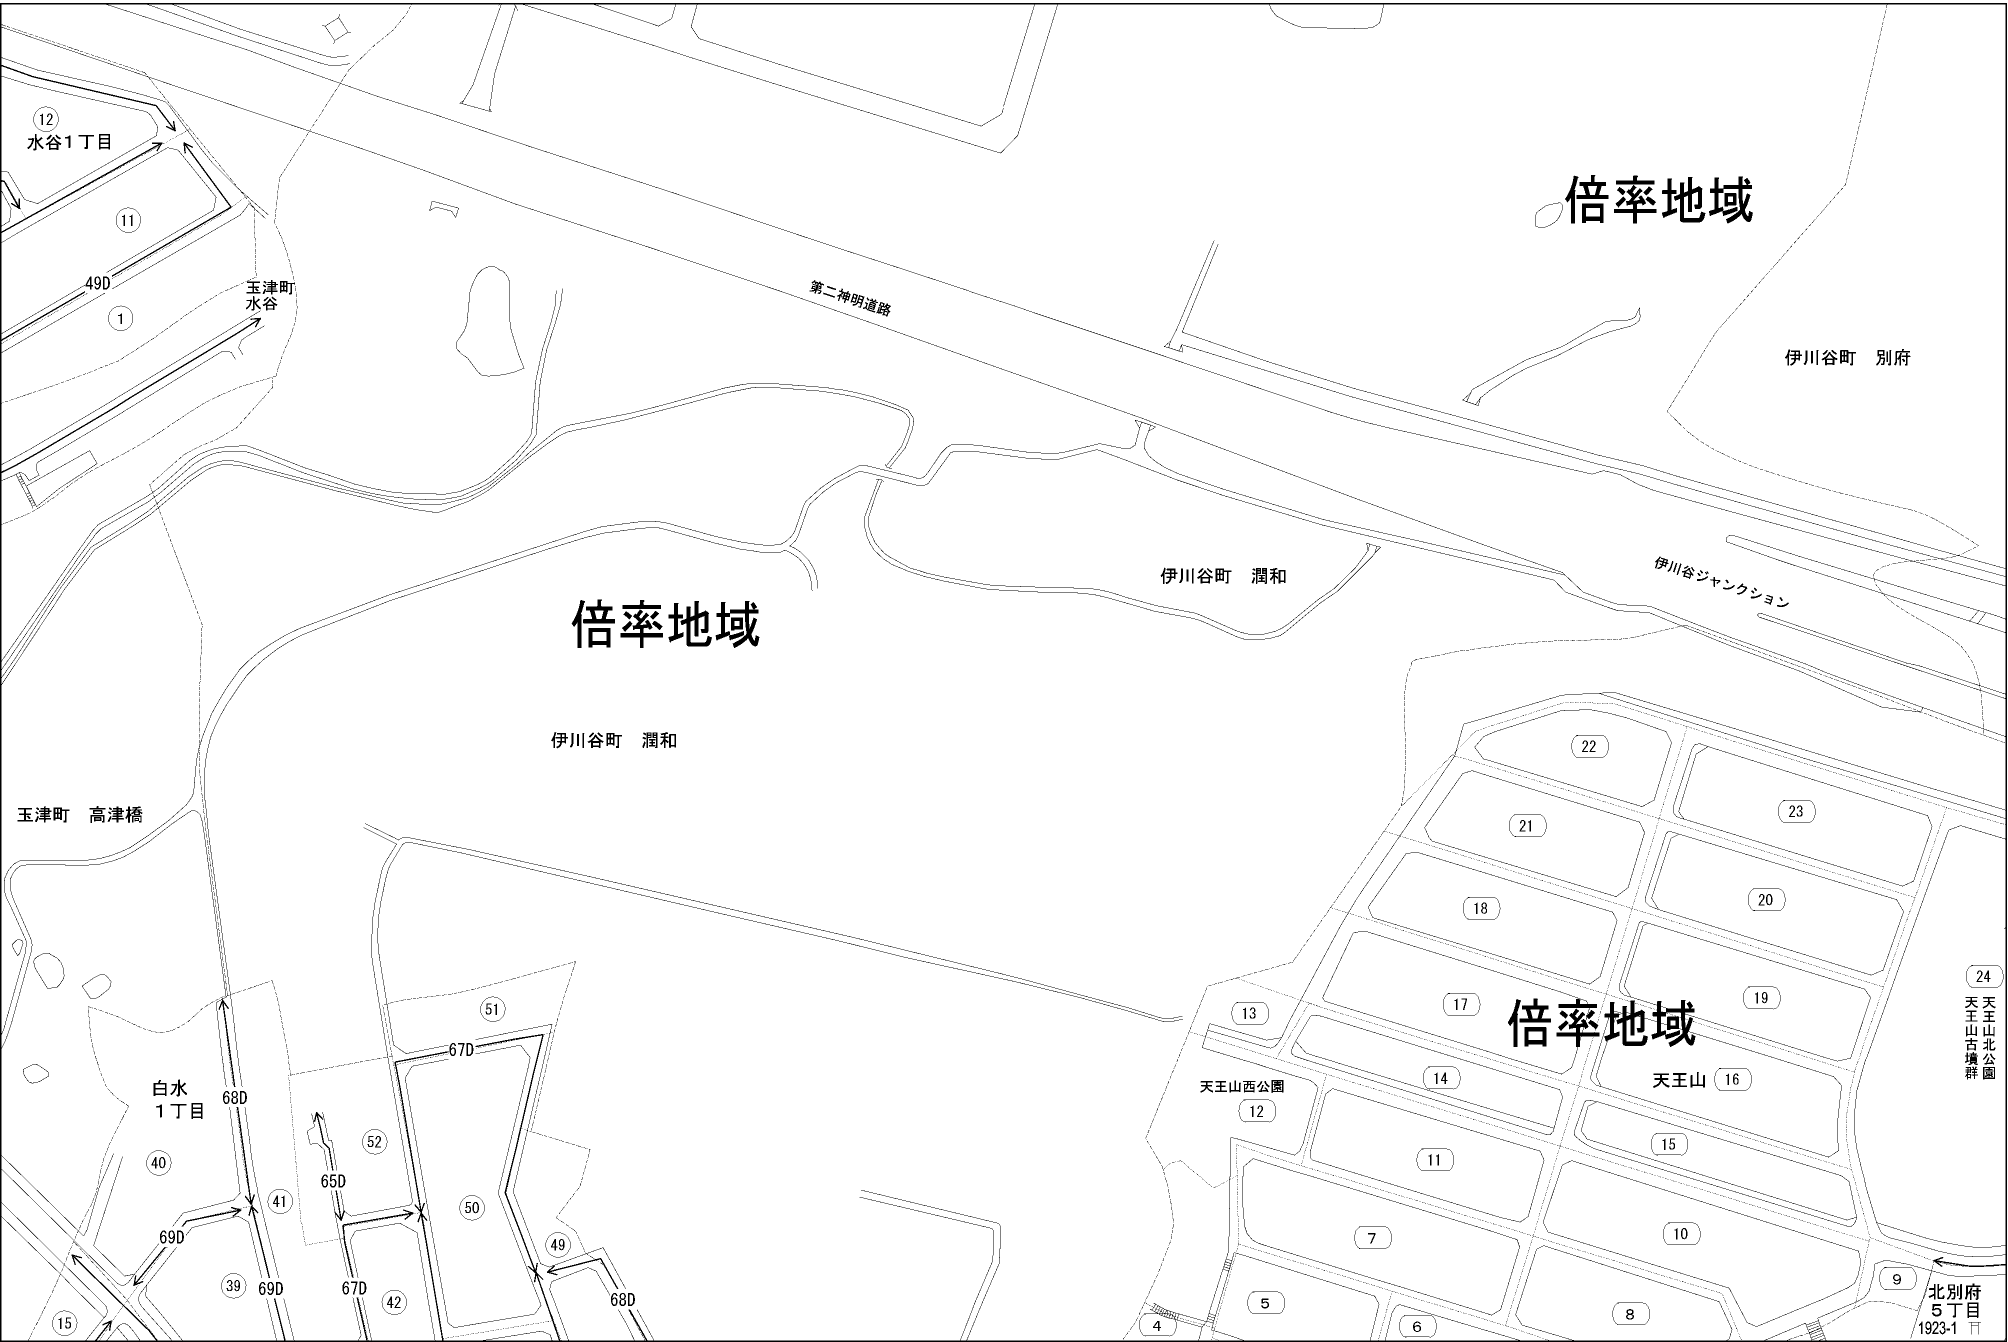 12
水谷１丁目
倍率地域
11
49D
玉津町
水谷
1
第二神明道路
伊川谷町　別府
伊川谷町　潤和
伊川谷ジャンクション
倍率地域
伊川谷町　潤和
22
玉津町　高津橋
23
21
20
18
24
天王山北公園
天王山古墳群
19
17
倍率地域
51
13
67D
白水
１丁目
68D
天王山 16
14
天王山西公園
12
52
15
40
11
65D
41
50
69D
49
7
10
39
69D
67D
42
68D
9
北別府
５丁目
1923-1
5
8
15
4
6